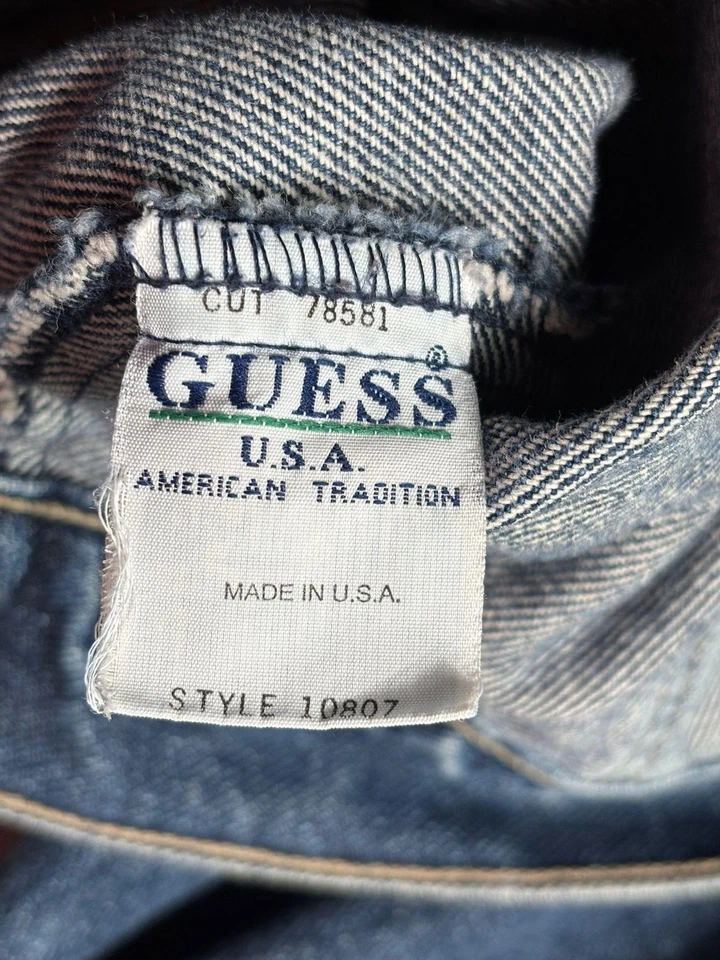 CUT 78581
GUESS®
U.S.A.
AMERICAN TRADITION
MADE IN U.S.A.
STYLE 10807